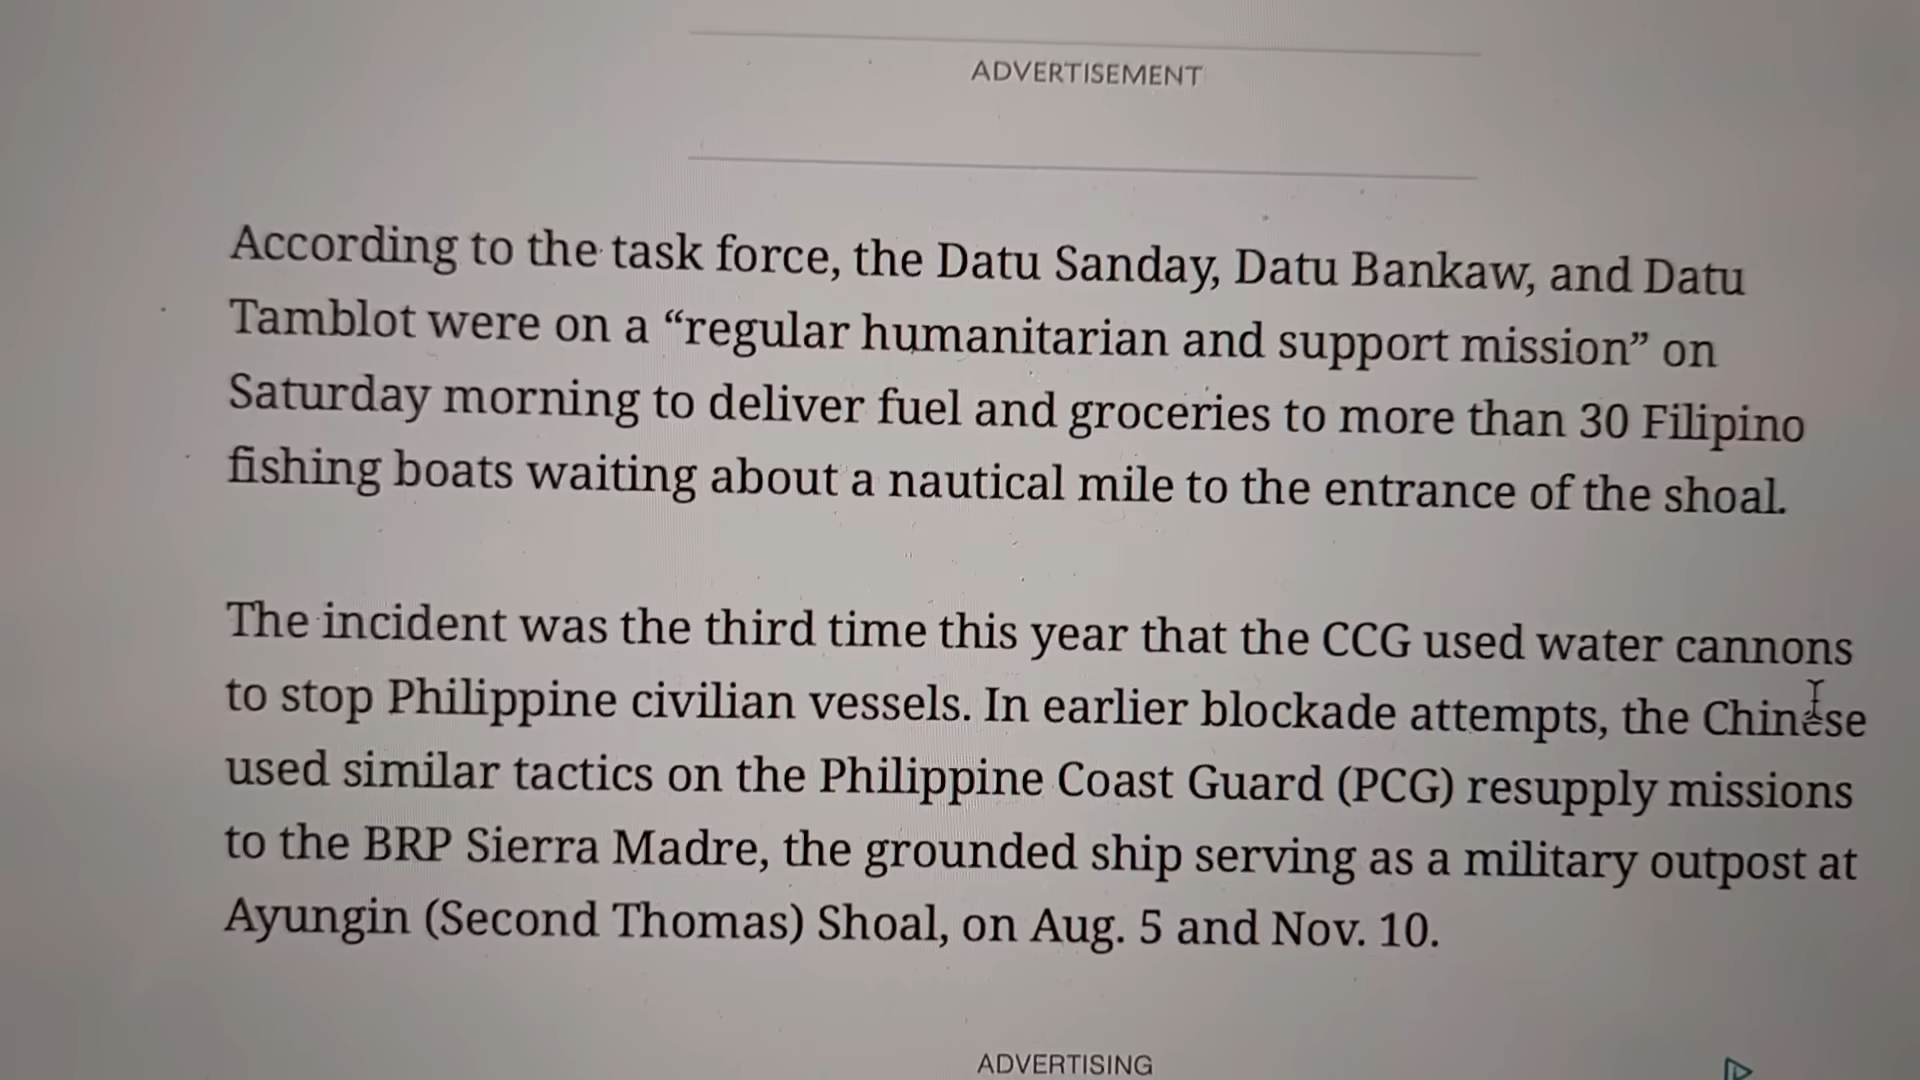 ADVERTISEMENT
According to the task force, the Datu Sanday, Datu Bankaw, and Datu
Tamblot were on a “regular humanitarian and support mission” on
Saturday morning to deliver fuel and groceries to more than 30 Filipino
fishing boats waiting about a nautical mile to the entrance of the shoal.
The incident was the third time this year that the CCG used water cannons
to stop Philippine civilian vessels. In earlier blockade attempts, the Chinese
used similar tactics on the Philippine Coast Guard (PCG) resupply missions
to the BRP Sierra Madre, the grounded ship serving as a military outpost at
Ayungin (Second Thomas) Shoal, on Aug. 5 and Nov. 10.
ADVERTISING